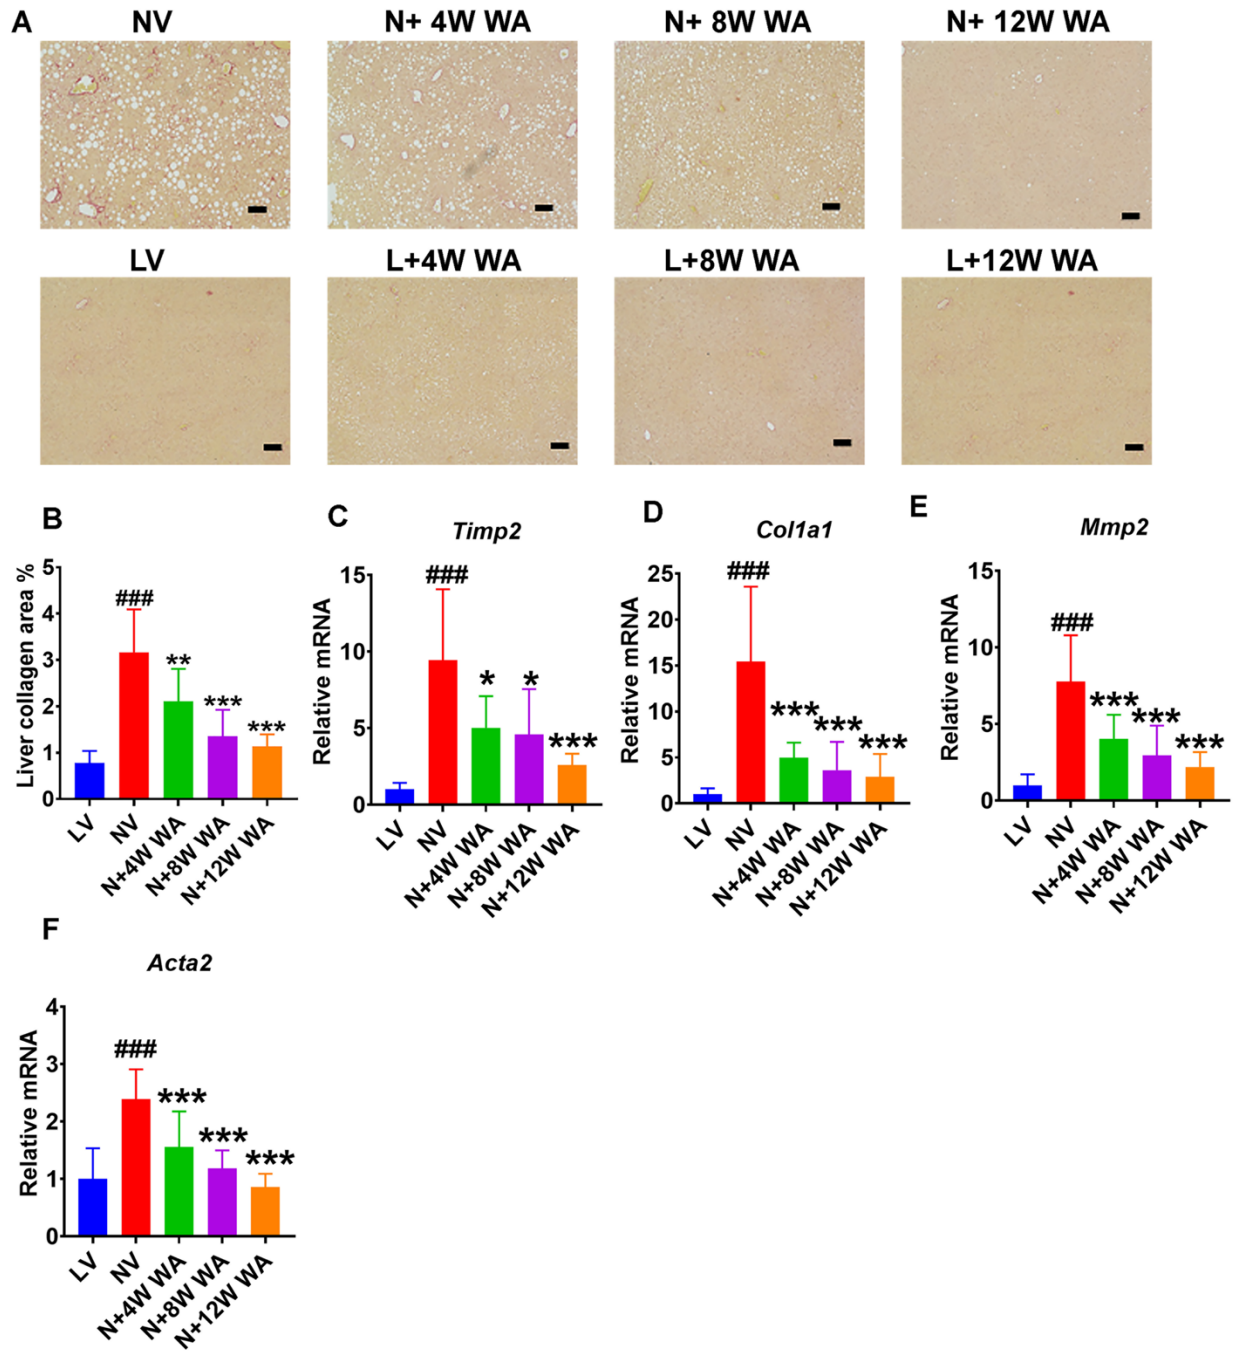 A
NV
N+ 4W WA
N+ 8W WA
N+ 12W WA
LV
L+4W WA
L+8W WA
L+12W WA
B
Liver collagen area %
5
4
3
2
1
0
###
**
***
***
LV
NV
N+4W WA
N+8W WA
N+12W WA
C
Timp2
Relative mRNA
15
10
5
0
###
*
*
***
LV
NV
N+4W WA
N+8W WA
N+12W WA
D
Col1a1
Relative mRNA
25
20
15
10
5
0
###
***
***
***
LV
NV
N+4W WA
N+8W WA
N+12W WA
E
Mmp2
Relative mRNA
15
10
5
0
###
***
***
***
LV
NV
N+4W WA
N+8W WA
N+12W WA
F
Acta2
Relative mRNA
4
3
2
1
0
###
***
***
***
LV
NV
N+4W WA
N+8W WA
N+12W WA